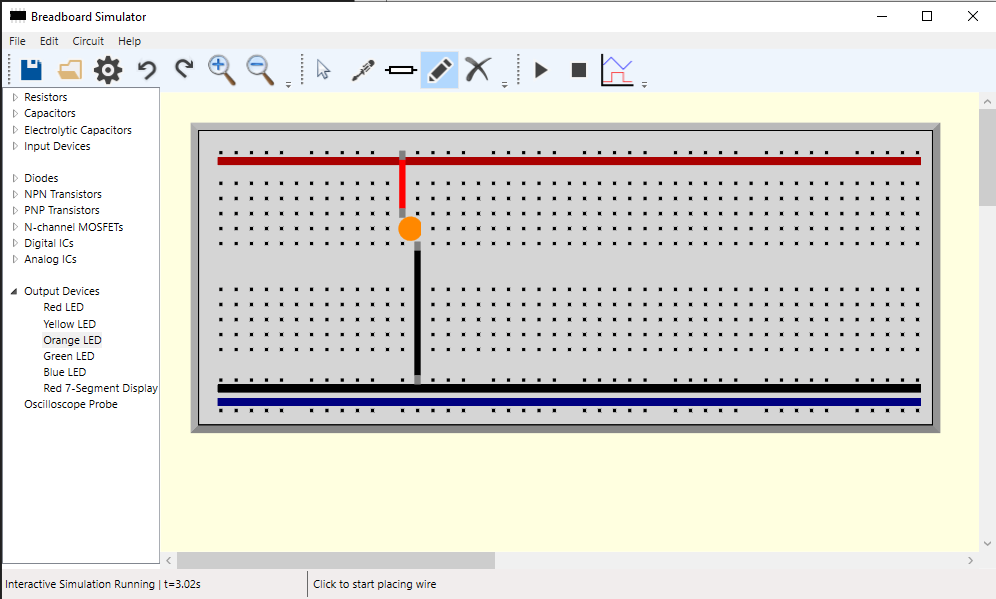 Breadboard Simulator
File Edit Circuit Help
Resistors
Capacitors
Electrolytic Capacitors
Input Devices
Diodes
NPN Transistors
PNP Transistors
N-channel MOSFETs
Digital ICs
Analog ICs
Output Devices
Red LED
Yellow LED
Orange LED
Green LED
Blue LED
Red 7-Segment Display
Oscilloscope Probe
Interactive Simulation Running | t=3.02s
Click to start placing wire